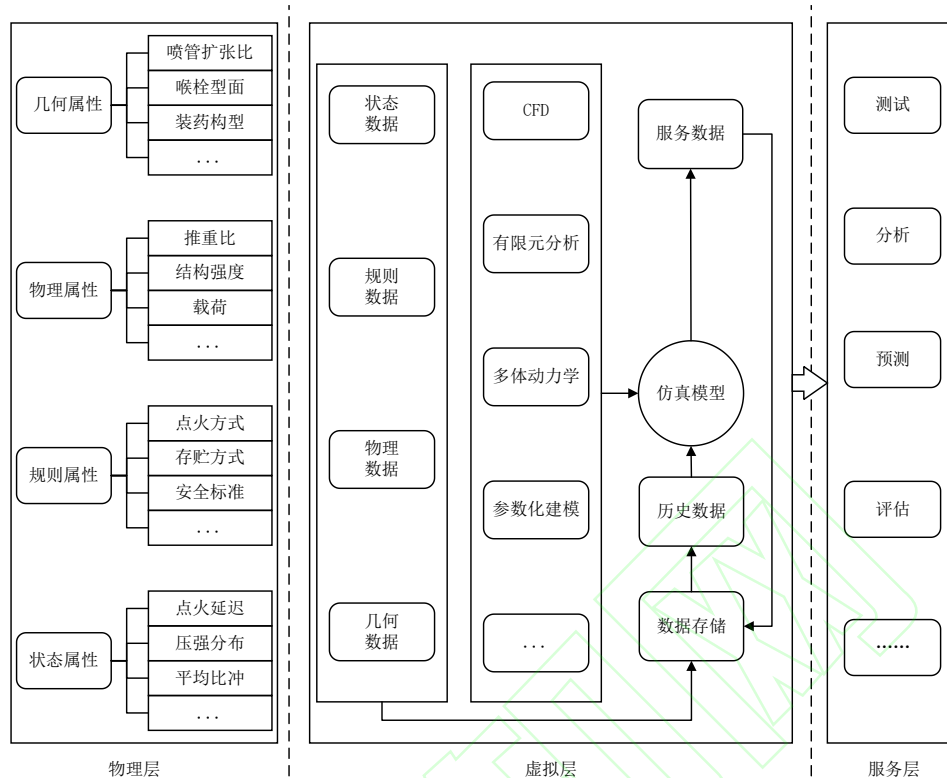 几何属性
喷管扩张比
喉栓型面
装药构型
...
物理属性
推重比
结构强度
载荷
...
规则属性
点火方式
存贮方式
安全标准
...
状态属性
点火延迟
压强分布
平均比冲
...
物理层
状态
数据
规则
数据
物理
数据
几何
数据
CFD
有限元分析
多体动力学
参数化建模
...
服务数据
仿真模型
历史数据
数据存储
虚拟层
测试
分析
预测
评估
......
服务层